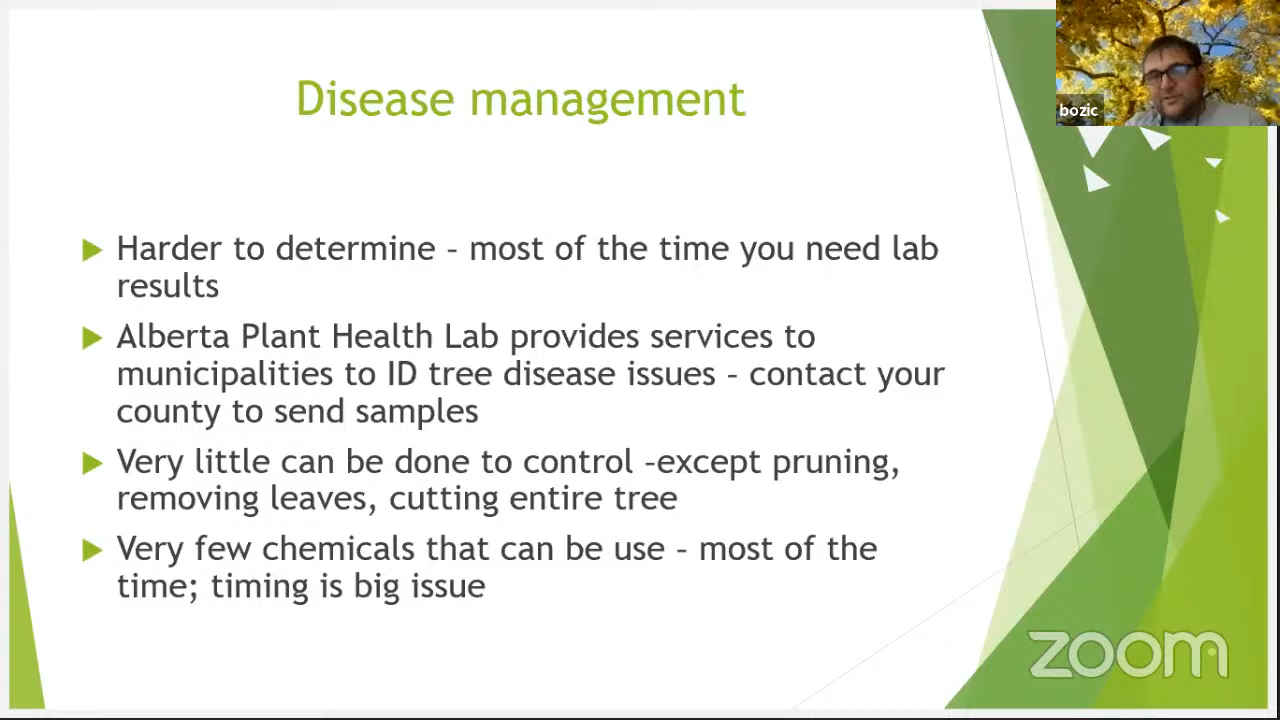 Disease management
bozic
Harder to determine – most of the time you need lab
results
Alberta Plant Health Lab provides services to
municipalities to ID tree disease issues – contact your
county to send samples
Very little can be done to control –except pruning,
removing leaves, cutting entire tree
Very few chemicals that can be use – most of the
time; timing is big issue
zoom